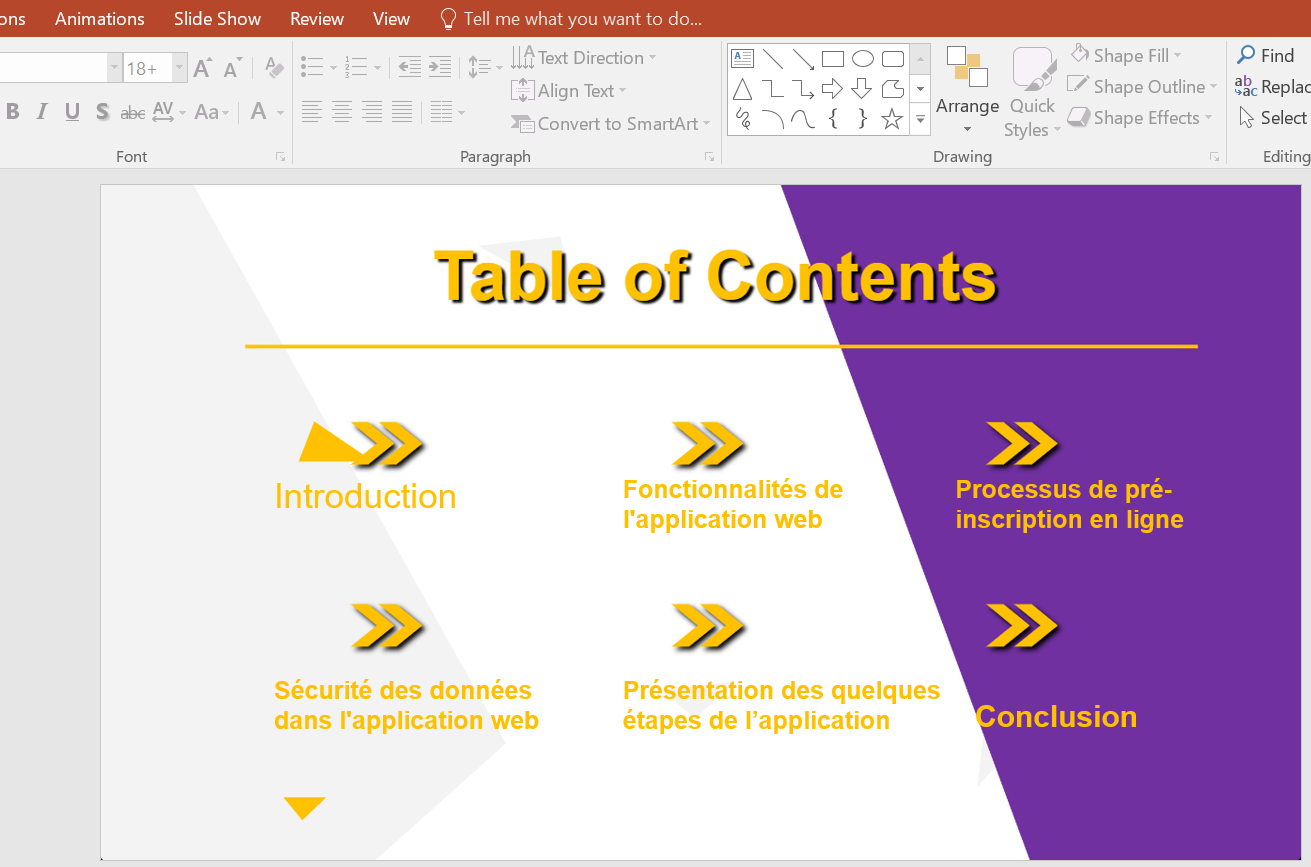 ons Animations Slide Show Review View Tell me what you want to do...
18+ A A Text Direction Shape Fill Find
B I U S abc AV Aa A Align Text Arrange Quick Styles Shape Outline Replac
Convert to SmartArt Shape Effects Select
Font Paragraph Drawing Editing
Table of Contents
Introduction
Fonctionnalités de
l'application web
Processus de pré-
inscription en ligne
Sécurité des données
dans l'application web
Présentation des quelques
étapes de l’application
Conclusion